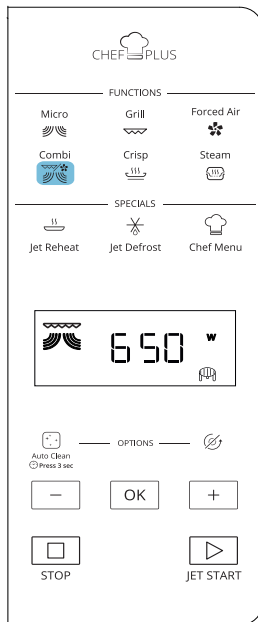 CHEF PLUS
FUNCTIONS
Micro Grill Forced Air
Combi Crisp Steam
SPECIALS
Jet Reheat Jet Defrost Chef Menu
650 W
OPTIONS
Auto Clean
Press 3 sec
− OK +
STOP JET START